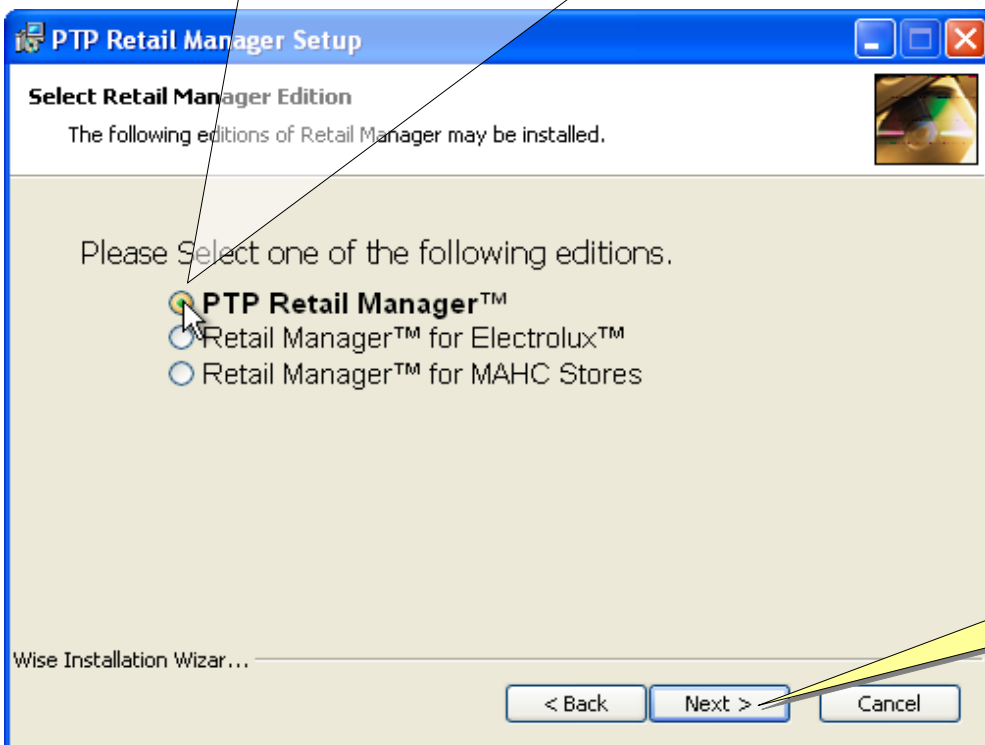 PTP Retail Manager Setup
Select Retail Manager Edition
The following editions of Retail Manager may be installed.
Please Select one of the following editions.
PTP Retail Manager™
Retail Manager™ for Electrolux™
Retail Manager™ for MAHC Stores
Wise Installation Wizar...
< Back Next > Cancel